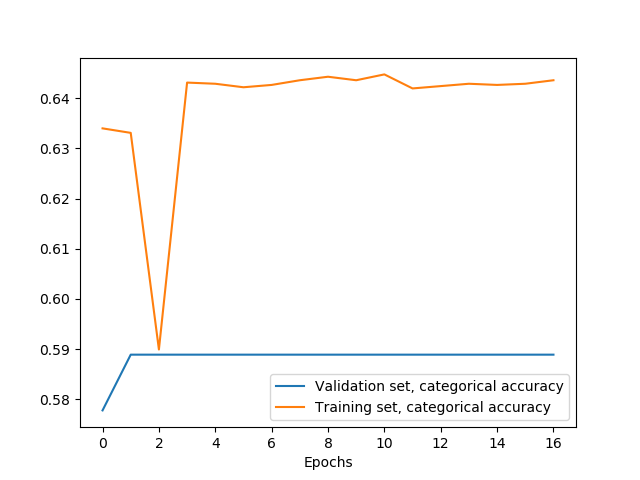 0.64
0.63
0.62
0.61
0.60
0.59
0.58
Validation set, categorical accuracy
Training set, categorical accuracy
0 2 4 6 8 10 12 14 16
Epochs